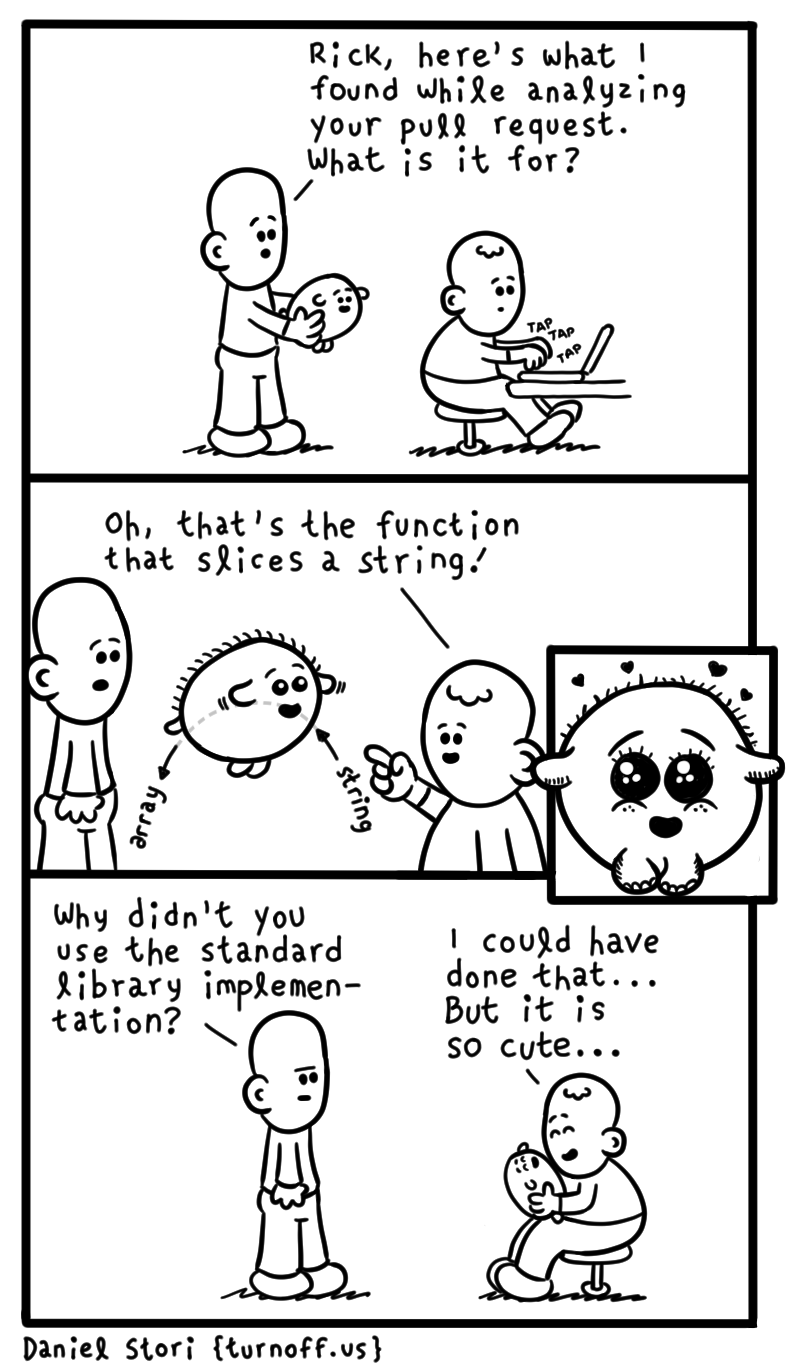 Rick, here's what I
found while analyzing
your pull request.
What is it for?
TAP
TAP
TAP
Oh, that's the function
that slices a string!
array
string
Why didn't you
use the standard
library implemen-
tation?
I could have
done that...
But it is
so cute...
Daniel Stori {turnoff.us}